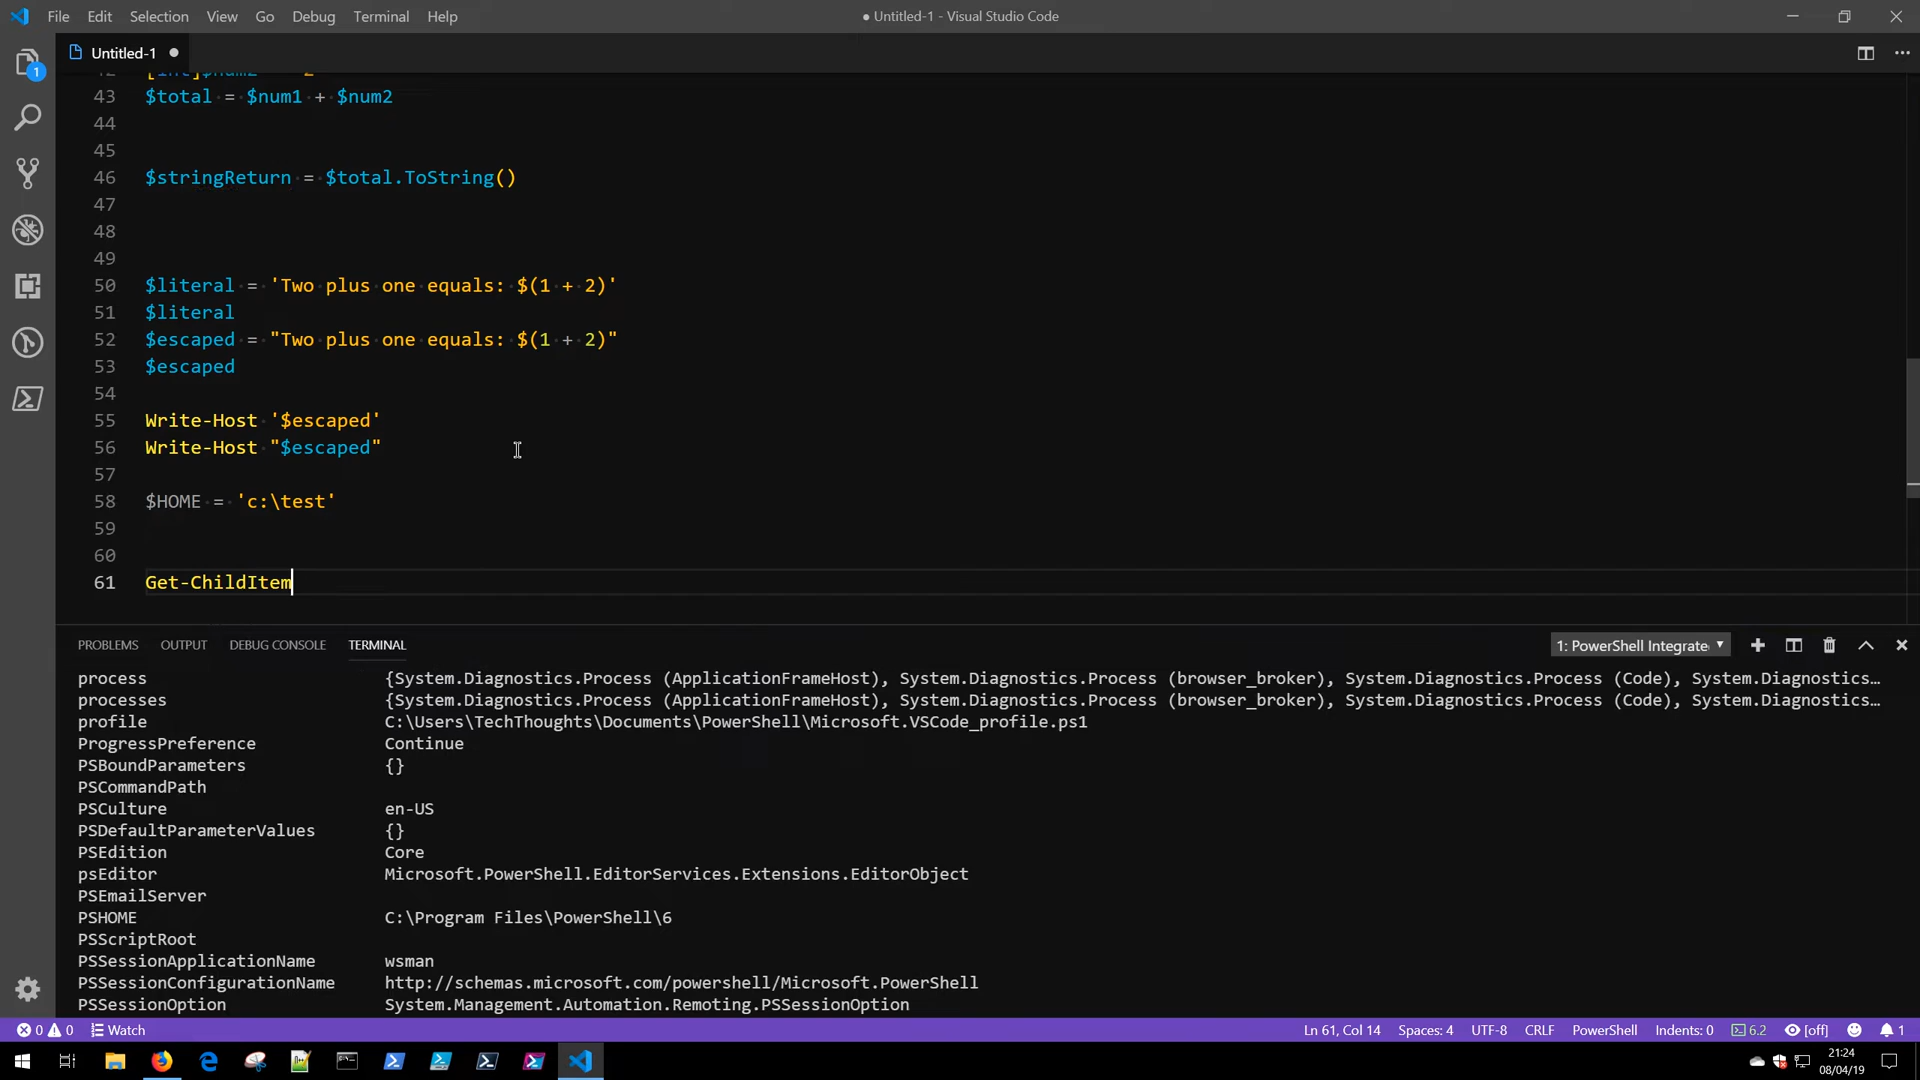 File Edit Selection View Go Debug Terminal Help
● Untitled-1 - Visual Studio Code
1
Untitled-1 ●
43 $total = $num1 + $num2
44
45
46 $stringReturn = $total.ToString()
47
48
49
50 $literal = 'Two plus one equals: $(1 + 2)'
51 $literal
52 $escaped = "Two plus one equals: $(1 + 2)"
53 $escaped
54
55 Write-Host '$escaped'
56 Write-Host "$escaped"
57
58 $HOME = 'c:\test'
59
60
61 Get-ChildItem
PROBLEMS OUTPUT DEBUG CONSOLE TERMINAL
1: PowerShell Integrate
process {System.Diagnostics.Process (ApplicationFrameHost), System.Diagnostics.Process (browser_broker), System.Diagnostics.Process (Code), System.Diagnostics…
processes {System.Diagnostics.Process (ApplicationFrameHost), System.Diagnostics.Process (browser_broker), System.Diagnostics.Process (Code), System.Diagnostics…
profile C:\Users\TechThoughts\Documents\PowerShell\Microsoft.VSCode_profile.ps1
ProgressPreference Continue
PSBoundParameters {}
PSCommandPath
PSCulture en-US
PSDefaultParameterValues {}
PSEdition Core
psEditor Microsoft.PowerShell.EditorServices.Extensions.EditorObject
PSEmailServer
PSHOME C:\Program Files\PowerShell\6
PSScriptRoot
PSSessionApplicationName wsman
PSSessionConfigurationName http://schemas.microsoft.com/powershell/Microsoft.PowerShell
PSSessionOption System.Management.Automation.Remoting.PSSessionOption
0 0 Watch
Ln 61, Col 14 Spaces: 4 UTF-8 CRLF PowerShell Indents: 0 6.2 [off] 1
21:24
08/04/19